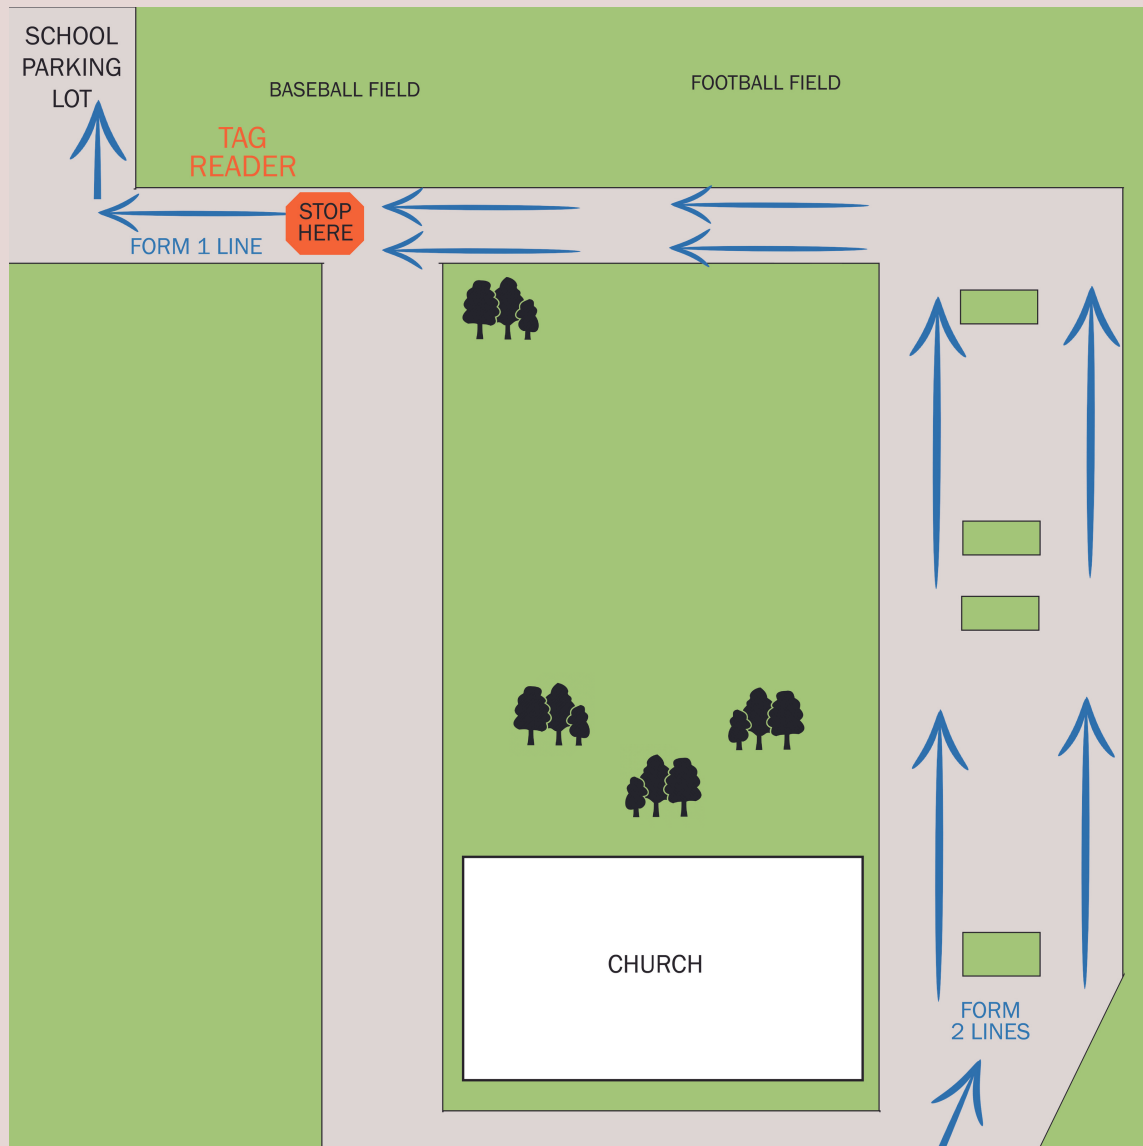 SCHOOL
PARKING
LOT
BASEBALL FIELD
FOOTBALL FIELD
TAG
READER
STOP
HERE
FORM 1 LINE
CHURCH
FORM
2 LINES